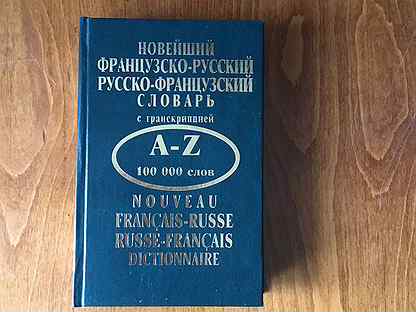 НОВЕЙШИЙ
ФРАНЦУЗСКО-РУССКИЙ
РУССКО-ФРАНЦУЗСКИЙ
СЛОВАРЬ
с транскрипцией
A-Z
100 000 слов
NOUVEAU
FRANÇAIS-RUSSE
RUSSE-FRANÇAIS
DICTIONNAIRE